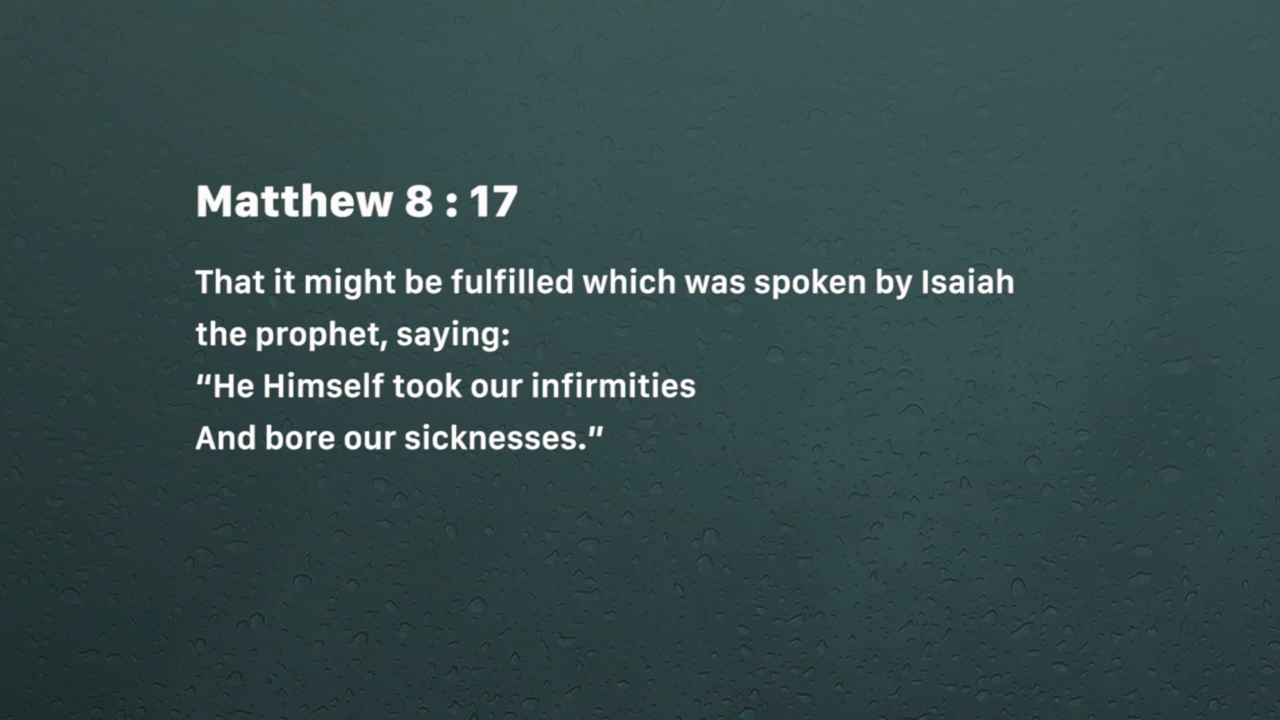 Matthew 8 : 17
That it might be fulfilled which was spoken by Isaiah
the prophet, saying:
“He Himself took our infirmities
And bore our sicknesses.”